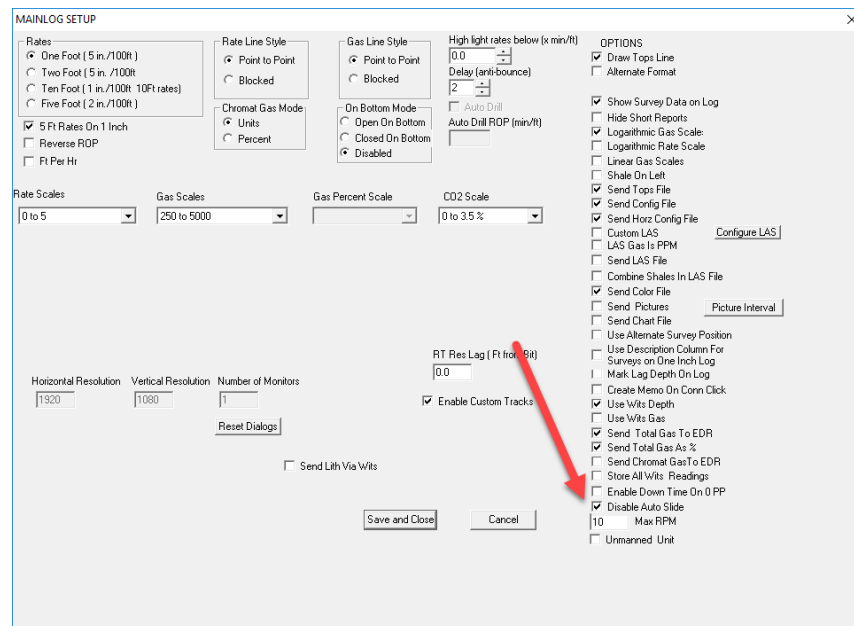 MAINLOG SETUP
Rates
One Foot ( 5 in./100ft )
Two Foot ( 5 in. /100ft
Ten Foot ( 1 in./100ft 10Ft rates)
Five Foot ( 2 in./100ft )
5 Ft Rates On 1 Inch
Reverse ROP
Ft Per Hr
Rate Line Style
Point to Point
Blocked
Chromat Gas Mode
Units
Percent
Gas Line Style
Point to Point
Blocked
On Bottom Mode
Open On Bottom
Closed On Bottom
Disabled
High light rates below (x min/ft)
0.0
Delay (anti-bounce)
2
Auto Drill
Auto Drill ROP (min/ft)
Rate Scales
0 to 5
Gas Scales
250 to 5000
Gas Percent Scale
CO2 Scale
0 to 3.5 %
RT Res Lag ( Ft from Bit)
0.0
Enable Custom Tracks
Horizontal Resolution
1920
Vertical Resolution
1080
Number of Monitors
1
Reset Dialogs
Send Lith Via Wits
Save and Close
Cancel
OPTIONS
Draw Tops Line
Alternate Format
Show Survey Data on Log
Hide Short Reports
Logarithmic Gas Scale:
Logarithmic Rate Scale
Linear Gas Scales
Shale On Left
Send Tops File
Send Config File
Send Horz Config File
Custom LAS
Configure LAS
LAS Gas Is PPM
Send LAS File
Combine Shales In LAS File
Send Color File
Send Pictures
Picture Interval
Send Chart File
Use Alternate Survey Position
Use Description Column For
Surveys on One Inch Log
Mark Lag Depth On Log
Create Memo On Conn Click
Use Wits Depth
Use Wits Gas
Send Total Gas To EDR
Send Total Gas As %
Send Chromat GasTo EDR
Store All Wits Readings
Enable Down Time On 0 PP
Disable Auto Slide
10 Max RPM
Unmanned Unit